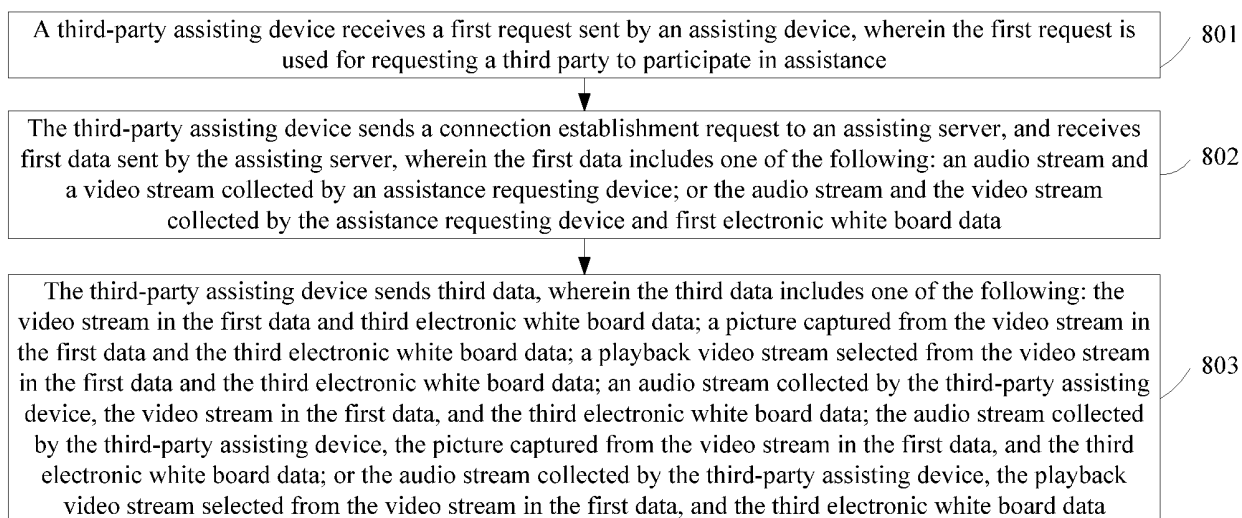 A third-party assisting device receives a first request sent by an assisting device, wherein the first request is
used for requesting a third party to participate in assistance
801
The third-party assisting device sends a connection establishment request to an assisting server, and receives
first data sent by the assisting server, wherein the first data includes one of the following: an audio stream and
a video stream collected by an assistance requesting device; or the audio stream and the video stream
collected by the assistance requesting device and first electronic white board data
802
The third-party assisting device sends third data, wherein the third data includes one of the following: the
video stream in the first data and third electronic white board data; a picture captured from the video stream in
the first data and the third electronic white board data; a playback video stream selected from the video stream
in the first data and the third electronic white board data; an audio stream collected by the third-party assisting
device, the video stream in the first data, and the third electronic white board data; the audio stream collected
by the third-party assisting device, the picture captured from the video stream in the first data, and the third
electronic white board data; or the audio stream collected by the third-party assisting device, the playback
video stream selected from the video stream in the first data, and the third electronic white board data
803